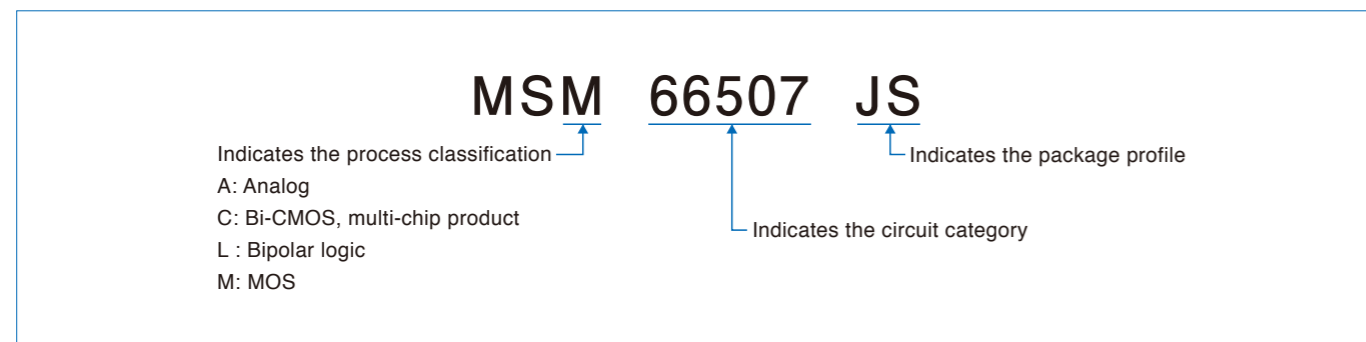 MSM 66507 JS
Indicates the process classification
Indicates the package profile
A: Analog
C: Bi-CMOS, multi-chip product
Indicates the circuit category
L : Bipolar logic
M: MOS